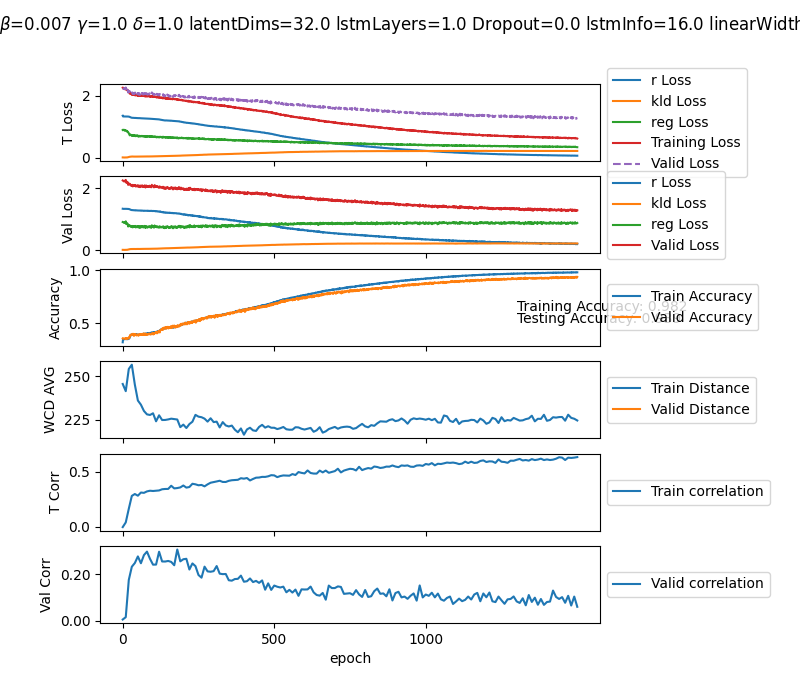 β=0.007 γ=1.0 δ=1.0 latentDims=32.0 lstmLayers=1.0 Dropout=0.0 lstmInfo=16.0 linearWidth
T Loss
2
0
r Loss
kld Loss
reg Loss
Training Loss
Valid Loss
Val Loss
2
0
r Loss
kld Loss
reg Loss
Valid Loss
Accuracy
1.0
0.5
Training Accuracy: 0.982
Testing Accuracy:
Train Accuracy
Valid Accuracy
WCD AVG
250
225
Train Distance
Valid Distance
T Corr
0.5
0.0
Train correlation
Val Corr
0.20
0.00
Valid correlation
0
500
1000
epoch